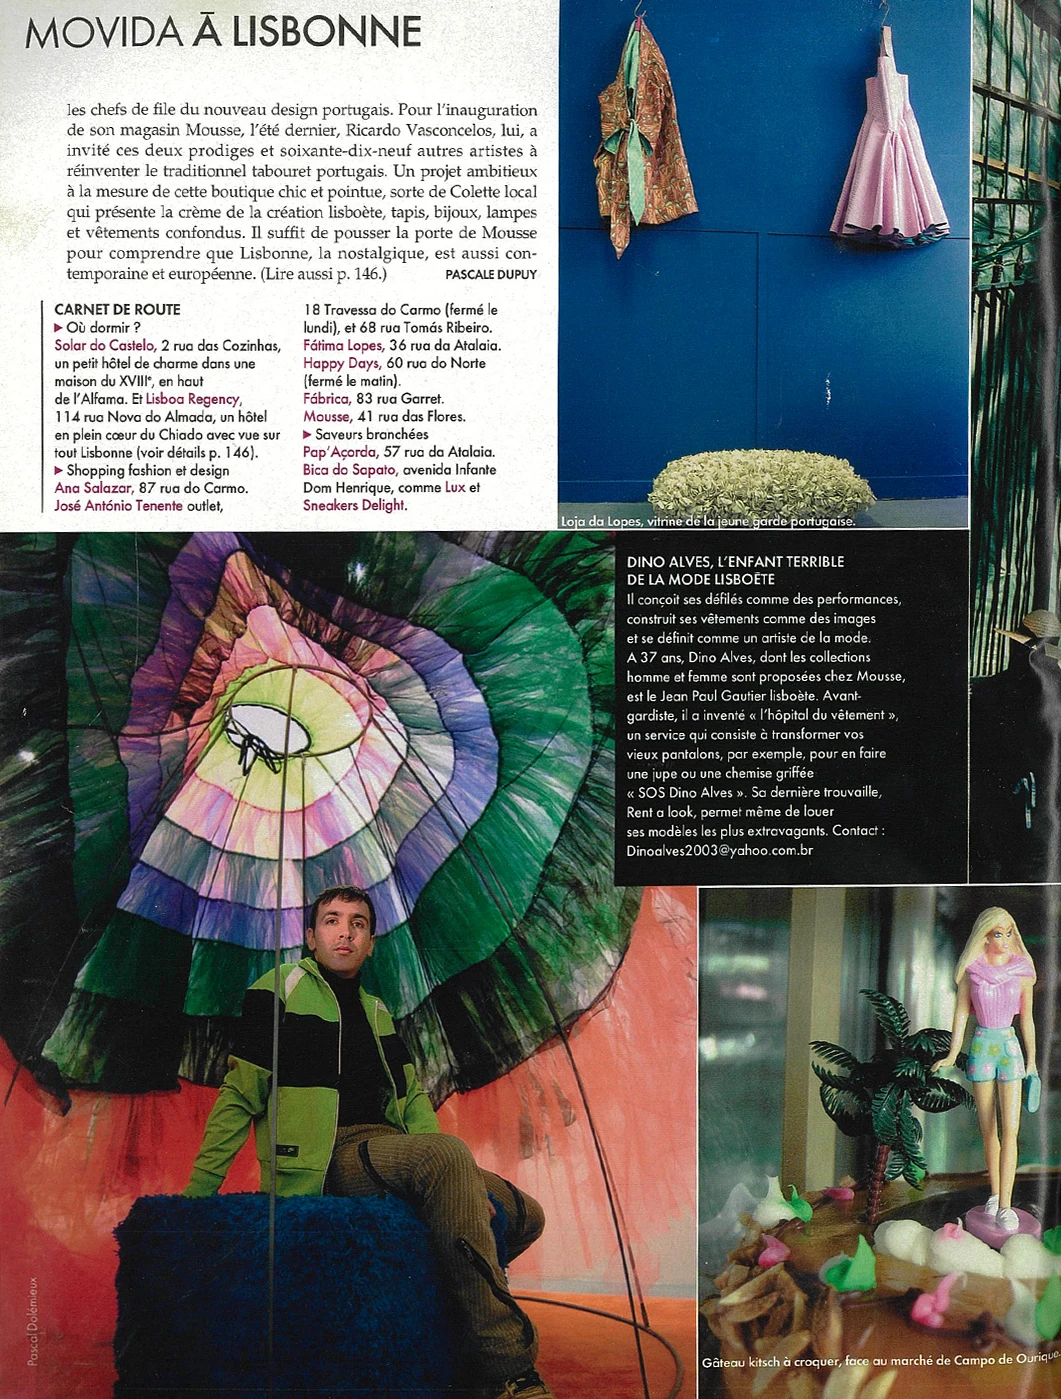 MOVIDA À LISBONNE
les chefs de file du nouveau design portugais. Pour l'inauguration
de son magasin Mousse, l'été dernier, Ricardo Vasconcelos, lui, a
invité ces deux prodiges et soixante-dix-neuf autres artistes à
réinventer le traditionnel tabouret portugais. Un projet ambitieux
à la mesure de cette boutique chic et pointue, sorte de Colette local
qui présente la crème de la création lisboète, tapis, bijoux, lampes
et vêtements confondus. Il suffit de pousser la porte de Mousse
pour comprendre que Lisbonne, la nostalgique, est aussi con-
temporaine et européenne. (Lire aussi p. 146.) PASCALE DUPUY
CARNET DE ROUTE
▶ Où dormir ?
Solar do Castelo, 2 rua das Cozinhas,
un petit hôtel de charme dans une
maison du XVIIIe, en haut
de l'Alfama. Et Lisboa Regency,
114 rua Nova do Almada, un hôtel
en plein cœur du Chiado avec vue sur
tout Lisbonne (voir détails p. 146).
▶ Shopping fashion et design
Ana Salazar, 87 rua do Carmo.
José António Tenente outlet,
18 Travessa do Carmo (fermé le
lundi), et 68 rua Tomás Ribeiro.
Fátima Lopes, 36 rua da Atalaia.
Happy Days, 60 rua do Norte
(fermé le matin).
Fábrica, 83 rua Garret.
Mousse, 41 rua das Flores.
▶ Saveurs branchées
Pap'Açorda, 57 rua da Atalaia.
Bica do Sapato, avenida Infante
Dom Henrique, comme Lux et
Sneakers Delight.
Loja da Lopes, vitrine de la jeune garde portugaise.
DINO ALVES, L'ENFANT TERRIBLE
DE LA MODE LISBOÈTE
Il conçoit ses défilés comme des performances,
construit ses vêtements comme des images
et se définit comme un artiste de la mode.
A 37 ans, Dino Alves, dont les collections
homme et femme sont proposées chez Mousse,
est le Jean Paul Gautier lisboète. Avant-
gardiste, il a inventé « l'hôpital du vêtement »,
un service qui consiste à transformer vos
vieux pantalons, par exemple, pour en faire
une jupe ou une chemise griffée
« SOS Dino Alves ». Sa dernière trouvaille,
Rent a look, permet même de louer
ses modèles les plus extravagants. Contact :
Dinoalves2003@yahoo.com.br
Gâteau kitsch à croquer, face au marché de Campo de Ourique.
Pascal Dolémieux